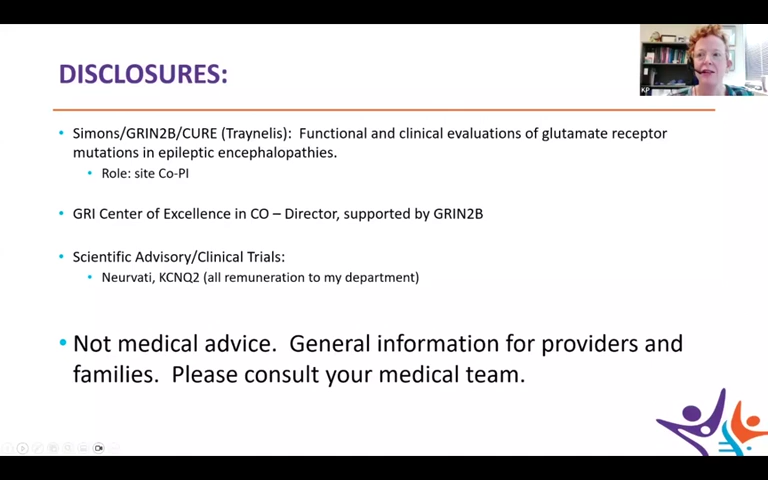 DISCLOSURES:
KP
• Simons/GRIN2B/CURE (Traynelis):  Functional and clinical evaluations of glutamate receptor
mutations in epileptic encephalopathies.
• Role: site Co-PI
• GRI Center of Excellence in CO – Director, supported by GRIN2B
• Scientific Advisory/Clinical Trials:
• Neurvati, KCNQ2 (all remuneration to my department)
• Not medical advice.  General information for providers and
families.  Please consult your medical team.